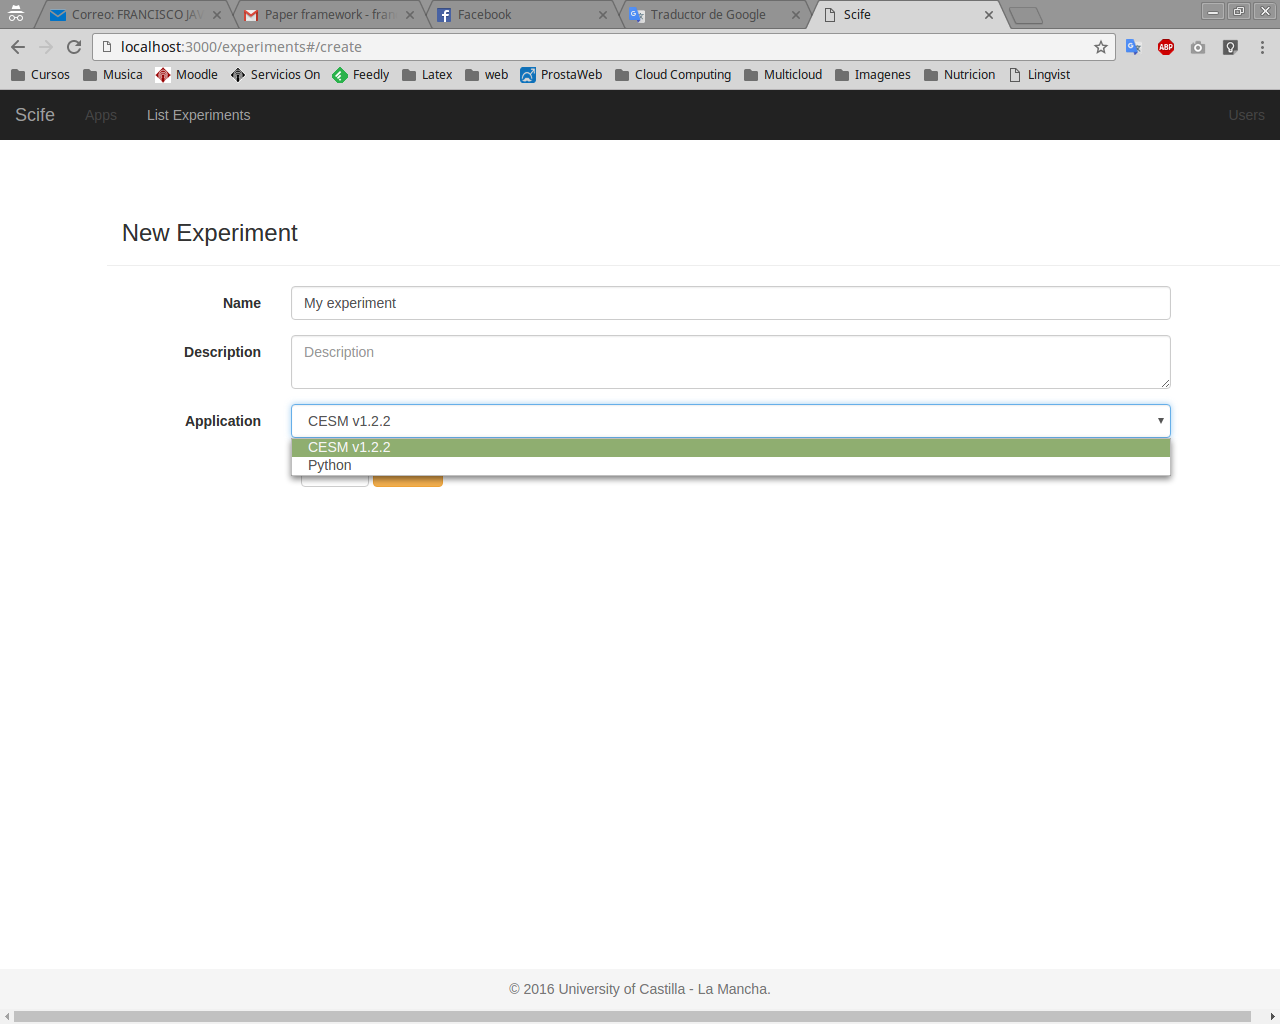 Correo: FRANCISCO JAV
Paper framework - fran
Facebook
Traductor de Google
Scife
localhost:3000/experiments#/create
ABP
Cursos
Musica
Moodle
Servicios On
Feedly
Latex
web
ProstaWeb
Cloud Computing
Multicloud
Imagenes
Nutricion
Lingvist
Scife
Apps
List Experiments
Users
New Experiment
Name
My experiment
Description
Description
Application
CESM v1.2.2
CESM v1.2.2
Python
© 2016 University of Castilla - La Mancha.